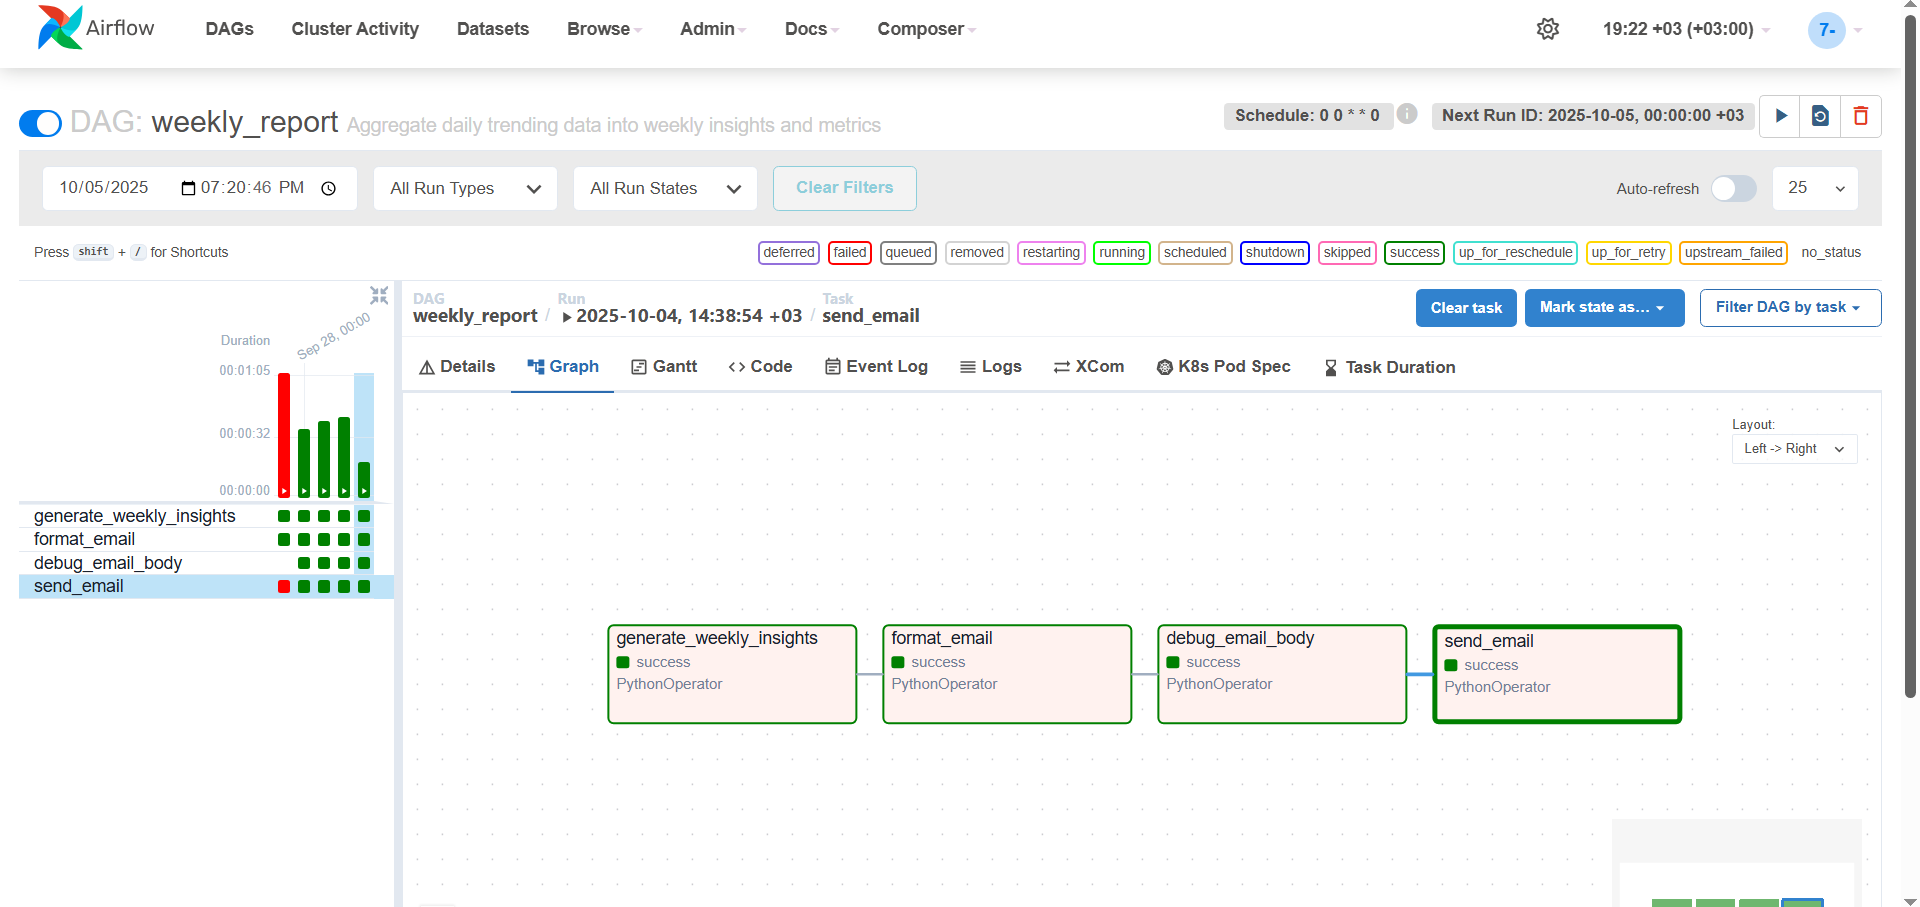 Airflow
DAGs
Cluster Activity
Datasets
Browse
Admin
Docs
Composer
19:22 +03 (+03:00)
7-
DAG: weekly_report Aggregate daily trending data into weekly insights and metrics
Schedule: 0 0 * * 0
i
Next Run ID: 2025-10-05, 00:00:00 +03
10/05/2025 07:20:46 PM
All Run Types
All Run States
Clear Filters
Auto-refresh
25
Press shift + / for Shortcuts
deferred
failed
queued
removed
restarting
running
scheduled
shutdown
skipped
success
up_for_reschedule
up_for_retry
upstream_failed
no_status
Duration
Sep 28, 00:00
00:01:05
00:00:32
00:00:00
generate_weekly_insights
format_email
debug_email_body
send_email
DAG
weekly_report
/
Run
2025-10-04, 14:38:54 +03
/
Task
send_email
Clear task
Mark state as...
Filter DAG by task
Details
Graph
Gantt
<> Code
Event Log
Logs
XCom
K8s Pod Spec
Task Duration
Layout:
Left -> Right
generate_weekly_insights
success
PythonOperator
format_email
success
PythonOperator
debug_email_body
success
PythonOperator
send_email
success
PythonOperator